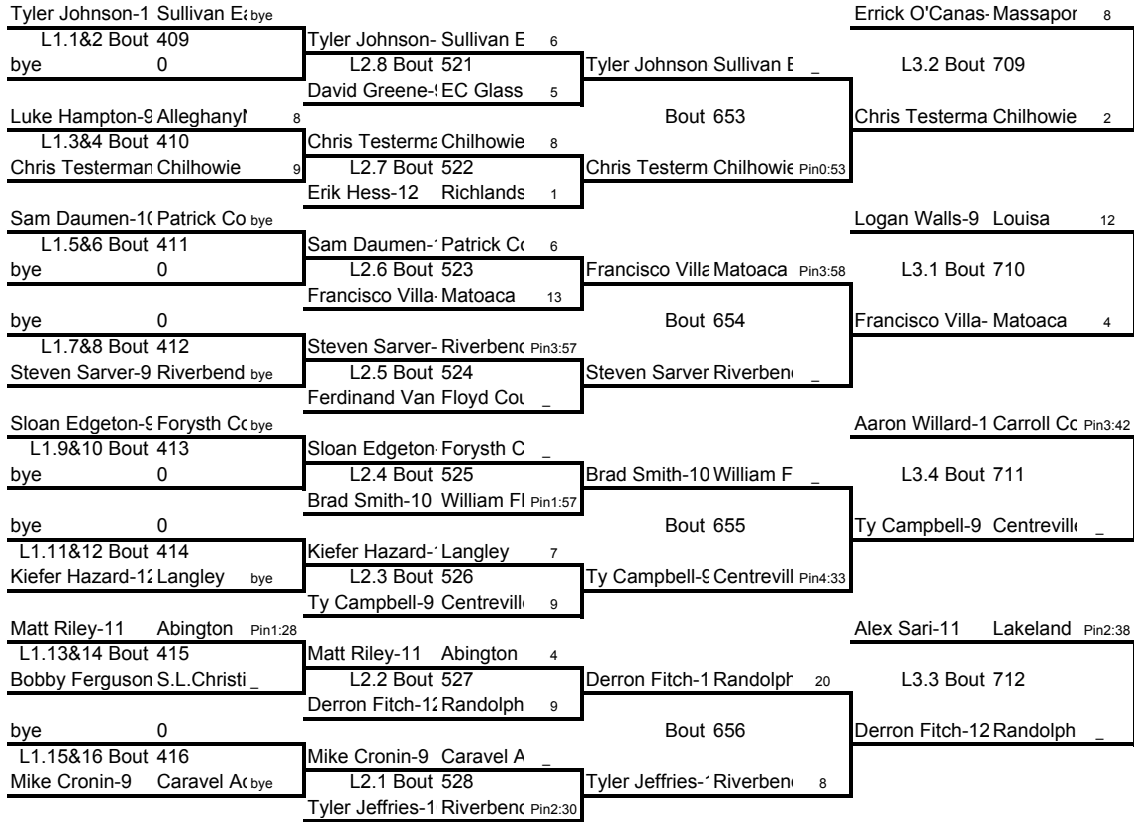 Tyler Johnson-1 Sullivan Ea bye
L1.1&2 Bout 409
bye 0
Luke Hampton-9 Alleghany 8
L1.3&4 Bout 410
Chris Testerman Chilhowie 9
Sam Daumen-10 Patrick Co bye
L1.5&6 Bout 411
bye 0
bye 0
L1.7&8 Bout 412
Steven Sarver-9 Riverbend bye
Sloan Edgeton-9 Forysth Co bye
L1.9&10 Bout 413
bye 0
bye 0
L1.11&12 Bout 414
Kiefer Hazard-12 Langley bye
Matt Riley-11 Abington Pin1:28
L1.13&14 Bout 415
Bobby Ferguson S.L.Christi _
bye 0
L1.15&16 Bout 416
Mike Cronin-9 Caravel Ac bye
Tyler Johnson- Sullivan E 6
L2.8 Bout 521
David Greene-9 EC Glass 5
Chris Testerma Chilhowie 8
L2.7 Bout 522
Erik Hess-12 Richlands 1
Sam Daumen-1 Patrick Co 6
L2.6 Bout 523
Francisco Villa- Matoaca 13
Steven Sarver- Riverbend Pin3:57
L2.5 Bout 524
Ferdinand Van Floyd Cou _
Sloan Edgeton- Forysth C _
L2.4 Bout 525
Brad Smith-10 William Fl Pin1:57
Kiefer Hazard-1 Langley 7
L2.3 Bout 526
Ty Campbell-9 Centrevill 9
Matt Riley-11 Abington 4
L2.2 Bout 527
Derron Fitch-12 Randolph 9
Mike Cronin-9 Caravel A _
L2.1 Bout 528
Tyler Jeffries-1 Riverbend Pin2:30
Tyler Johnson Sullivan E _
Bout 653
Chris Testerm Chilhowie Pin0:53
Francisco Villa Matoaca Pin3:58
Bout 654
Steven Sarver Riverben _
Brad Smith-10 William F _
Bout 655
Ty Campbell-9 Centrevill Pin4:33
Derron Fitch-1 Randolph 20
Bout 656
Tyler Jeffries-1 Riverben 8
Errick O'Canas- Massapor 8
L3.2 Bout 709
Chris Testerma Chilhowie 2
Logan Walls-9 Louisa 12
L3.1 Bout 710
Francisco Villa- Matoaca 4
Aaron Willard-1 Carroll Co Pin3:42
L3.4 Bout 711
Ty Campbell-9 Centreville _
Alex Sari-11 Lakeland Pin2:38
L3.3 Bout 712
Derron Fitch-12 Randolph _